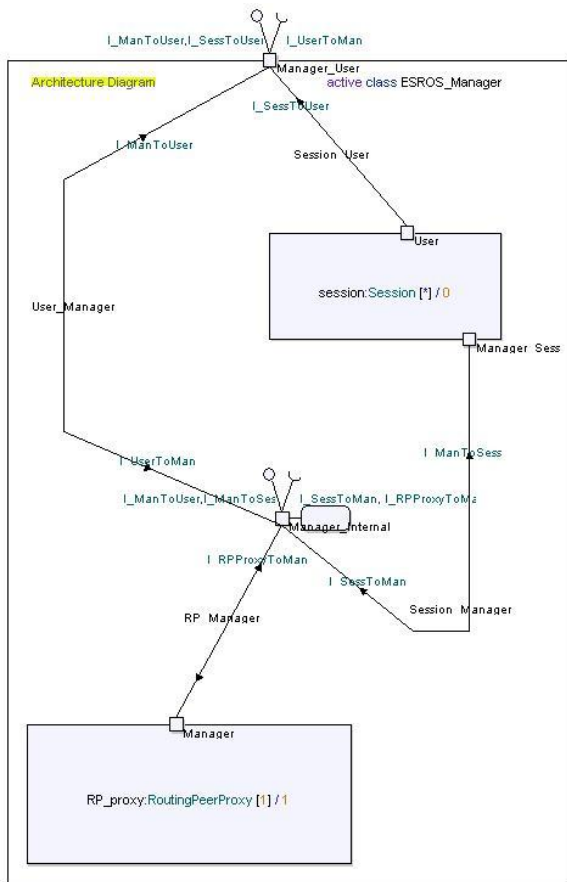 I_ManToUser,I_SessToUser I_UserToMan
Manager_User
Architecture Diagram active class ESROS_Manager
I_SessToUser
I_ManToUser
Session_User
User
session:Session [*] / 0
User_Manager
Manager_Sess
I_ManToSess
I_UserToMan
I_ManToUser,I_ManToSes I_SessToMan, I_RPProxyToMa
Manager_Internal
I_RPProxyToMan
I_SessToMan
Session_Manager
RP_Manager
Manager
RP_proxy:RoutingPeerProxy [1] / 1